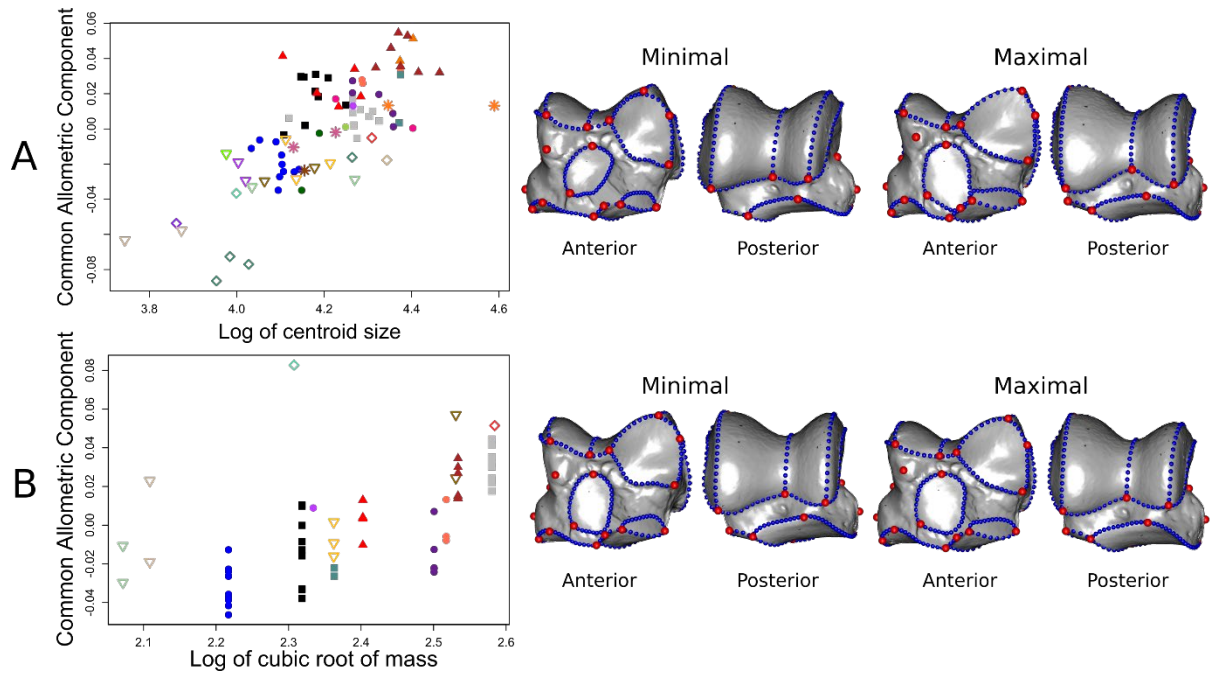 A
Common Allometric Component
0.06
0.04
0.02
0.00
-0.02
-0.04
-0.08
3.8
4.0
4.2
4.4
4.6
Log of centroid size
Minimal
Maximal
Anterior
Posterior
Anterior
Posterior
B
Common Allometric Component
0.08
0.06
0.04
0.02
0.00
-0.02
-0.04
2.1
2.2
2.3
2.4
2.5
2.6
Log of cubic root of mass
Minimal
Maximal
Anterior
Posterior
Anterior
Posterior